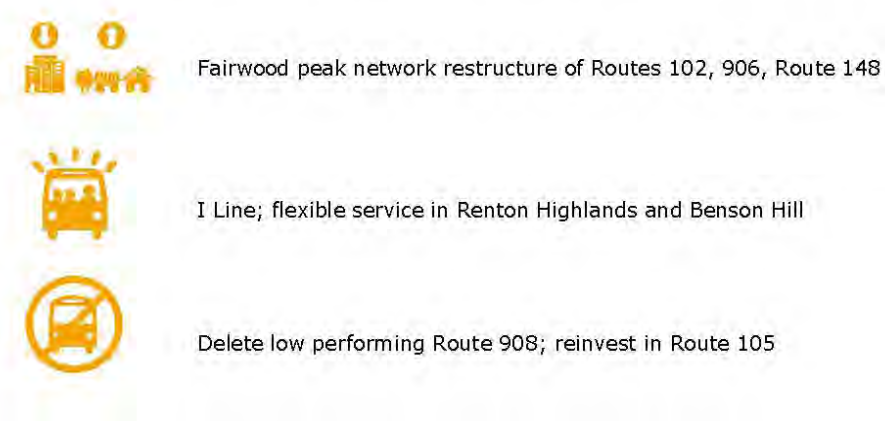 Fairwood peak network restructure of Routes 102, 906, Route 148
I Line; flexible service in Renton Highlands and Benson Hill
Delete low performing Route 908; reinvest in Route 105